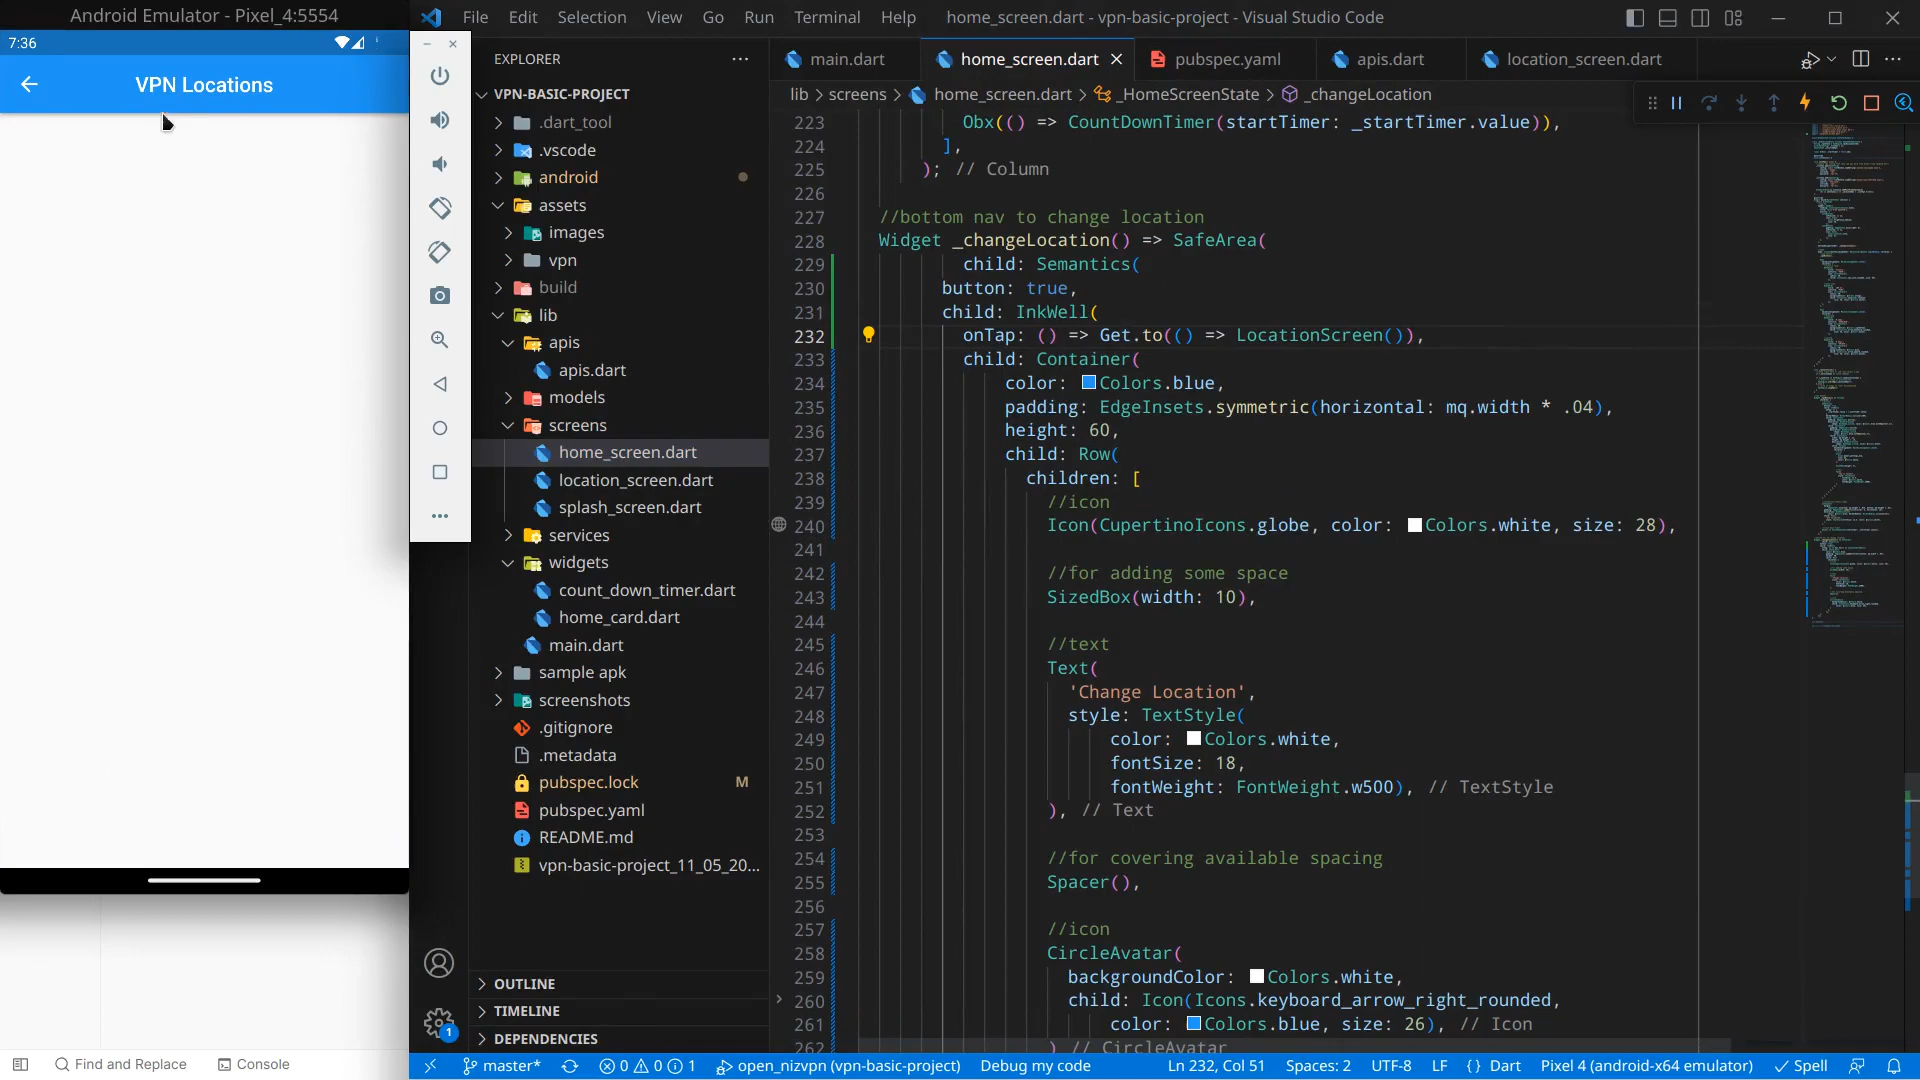 Android Emulator - Pixel_4:5554
7:36
VPN Locations
File Edit Selection View Go Run Terminal Help
home_screen.dart - vpn-basic-project - Visual Studio Code
EXPLORER
VPN-BASIC-PROJECT
.dart_tool
.vscode
android
assets
images
vpn
build
lib
apis
apis.dart
models
screens
home_screen.dart
location_screen.dart
splash_screen.dart
services
widgets
count_down_timer.dart
home_card.dart
main.dart
sample apk
screenshots
.gitignore
.metadata
pubspec.lock M
pubspec.yaml
README.md
vpn-basic-project_11_05_20...
OUTLINE
TIMELINE
DEPENDENCIES
main.dart home_screen.dart pubspec.yaml apis.dart location_screen.dart
lib > screens > home_screen.dart > _HomeScreenState > _changeLocation
223 Obx(() => CountDownTimer(startTimer: _startTimer.value)),
224 ],
225 ); // Column
226
227 //bottom nav to change location
228 Widget _changeLocation() => SafeArea(
229 child: Semantics(
230 button: true,
231 child: InkWell(
232 onTap: () => Get.to(() => LocationScreen()),
233 child: Container(
234 color: Colors.blue,
235 padding: EdgeInsets.symmetric(horizontal: mq.width * .04),
236 height: 60,
237 child: Row(
238 children: [
239 //icon
240 Icon(CupertinoIcons.globe, color: Colors.white, size: 28),
241
242 //for adding some space
243 SizedBox(width: 10),
244
245 //text
246 Text(
247 'Change Location',
248 style: TextStyle(
249 color: Colors.white,
250 fontSize: 18,
251 fontWeight: FontWeight.w500), // TextStyle
252 ), // Text
253
254 //for covering available spacing
255 Spacer(),
256
257 //icon
258 CircleAvatar(
259 backgroundColor: Colors.white,
260 child: Icon(Icons.keyboard_arrow_right_rounded,
261 color: Colors.blue, size: 26), // Icon
262 ) // CircleAvatar
1
Find and Replace Console
master* 0 0 1 open_nizvpn (vpn-basic-project) Debug my code Ln 232, Col 51 Spaces: 2 UTF-8 LF {} Dart Pixel 4 (android-x64 emulator) Spell